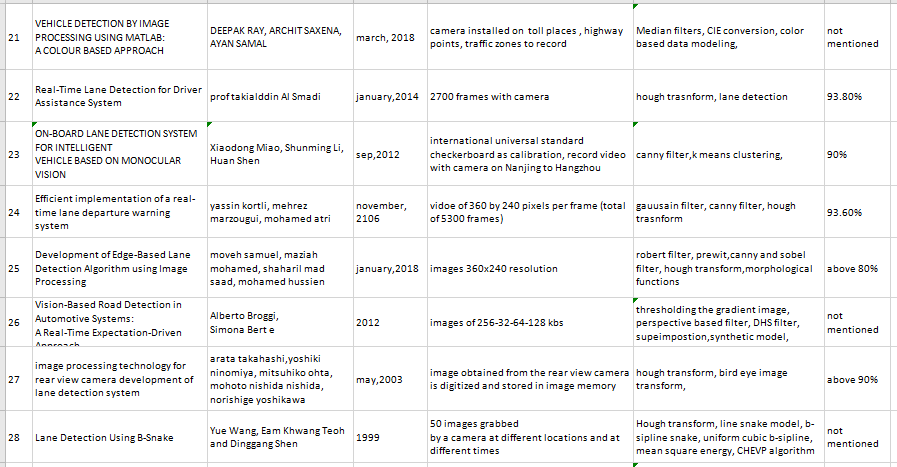 21
VEHICLE DETECTION BY IMAGE
PROCESSING USING MATLAB:
A COLOUR BASED APPROACH
DEEPAK RAY, ARCHIT SAXENA,
AYAN SAMAL
march, 2018
camera installed on toll places , highway
points, traffic zones to record
Median filters, CIE conversion, color
based data modeling,
not
mentioned
22
Real-Time Lane Detection for Driver
Assistance System
prof takialddin Al Smadi
january,2014
2700 frames with camera
hough trasnform, lane detection
93.80%
23
ON-BOARD LANE DETECTION SYSTEM
FOR INTELLIGENT
VEHICLE BASED ON MONOCULAR
VISION
Xiaodong Miao, Shunming Li,
Huan Shen
sep,2012
international universal standard
checkerboard as calibration, record video
with camera on Nanjing to Hangzhou
canny filter,k means clustering,
90%
24
Efficient implementation of a real-
time lane departure warning
system
yassin kortli, mehrez
marzougui, mohamed atri
november,
2106
vidoe of 360 by 240 pixels per frame (total
of 5300 frames)
gausain filter, canny filter, hough
trasnform
93.60%
25
Development of Edge-Based Lane
Detection Algorithm using Image
Processing
moveh samuel, maziah
mohamed, shaharil mad
saad, mohamed hussien
january,2018
images 360x240 resolution
robert filter, prewit,canny and sobel
filter, hough transform,morphological
functions
above 80%
26
Vision-Based Road Detection in
Automotive Systems:
A Real-Time Expectation-Driven
Approach
Alberto Broggi,
Simona Bert e
2012
images of 256-32-64-128 kbs
thresholding the gradient image,
perspective based filter, DHS filter,
supeimpostion,synthetic model,
not
mentioned
27
image processing technology for
rear view camera development of
lane detection system
arata takahashi,yoshiki
ninomiya, mitsuhiko ohta,
mohoto nishida nishida,
norishige yoshikawa
may,2003
image obtained from the rear view camera
is digitized and stored in image memory
hough transform, bird eye image
transform,
above 90%
28
Lane Detection Using B-Snake
Yue Wang, Eam Khwang Teoh
and Dinggang Shen
1999
50 images grabbed
by a camera at different locations and at
different times
Hough transform, line snake model, b-
sipline snake, uniform cubic b-sipline,
mean square energy, CHEVP algorithm
not
mentioned